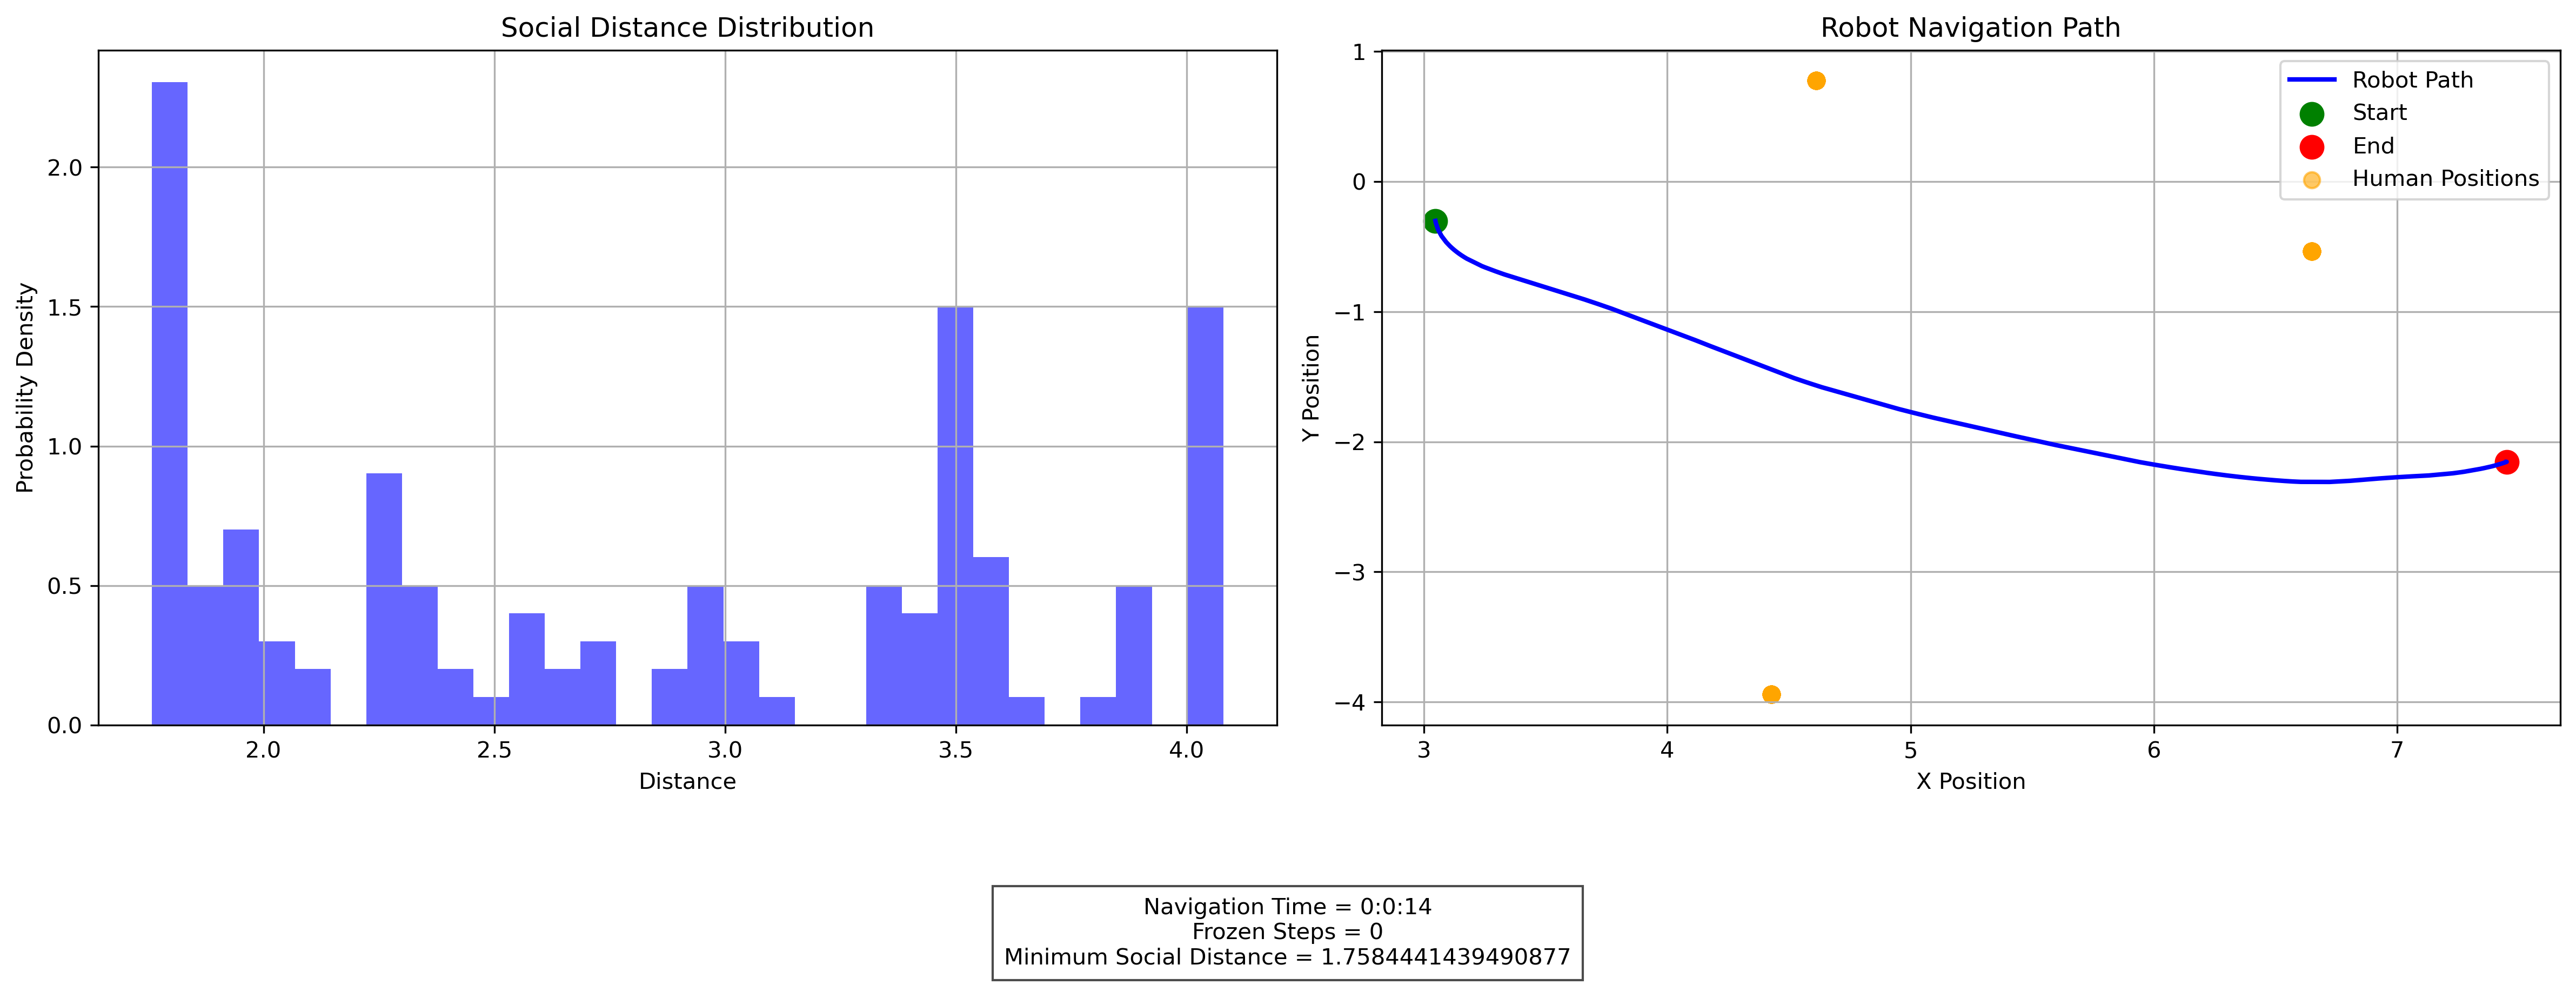 Social Distance Distribution
Probability Density
2.0
1.5
1.0
0.5
0.0
2.0 2.5 3.0 3.5 4.0
Distance
Robot Navigation Path
Robot Path
Start
End
Human Positions
Y Position
1
0
−1
−2
−3
−4
3 4 5 6 7
X Position
Navigation Time = 0:0:14
Frozen Steps = 0
Minimum Social Distance = 1.7584441439490877